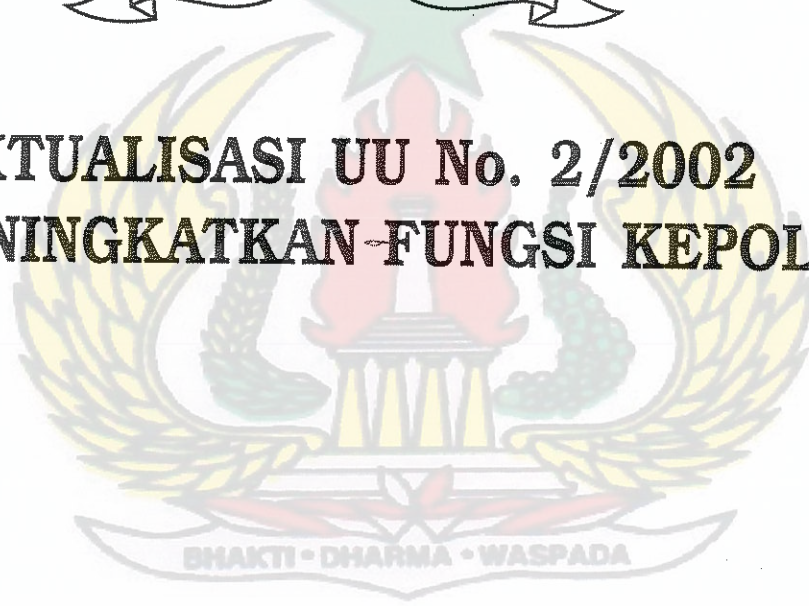 KTUALISASI UU No. 2/2002
NINGKATKAN FUNGSI KEPOL
BHAKTI • DHARMA • WASPADA